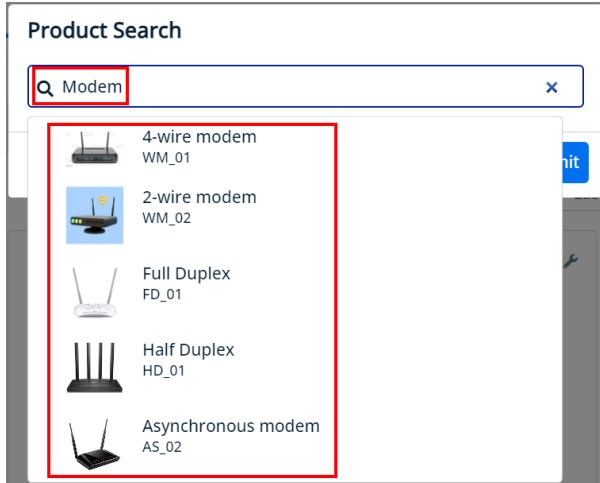 Product Search
Modem
4-wire modem
WM_01
2-wire modem
WM_02
Full Duplex
FD_01
Half Duplex
HD_01
Asynchronous modem
AS_02